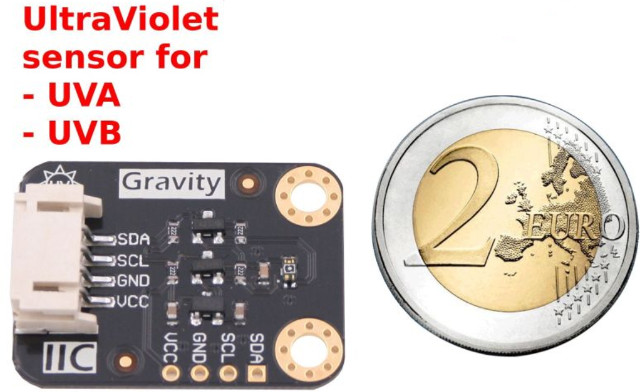 UltraViolet
sensor for
- UVA
- UVB
Gravity
SDA
SCL
GND
VCC
IIC
VCC
GND
SCL
SDA
2 EURO